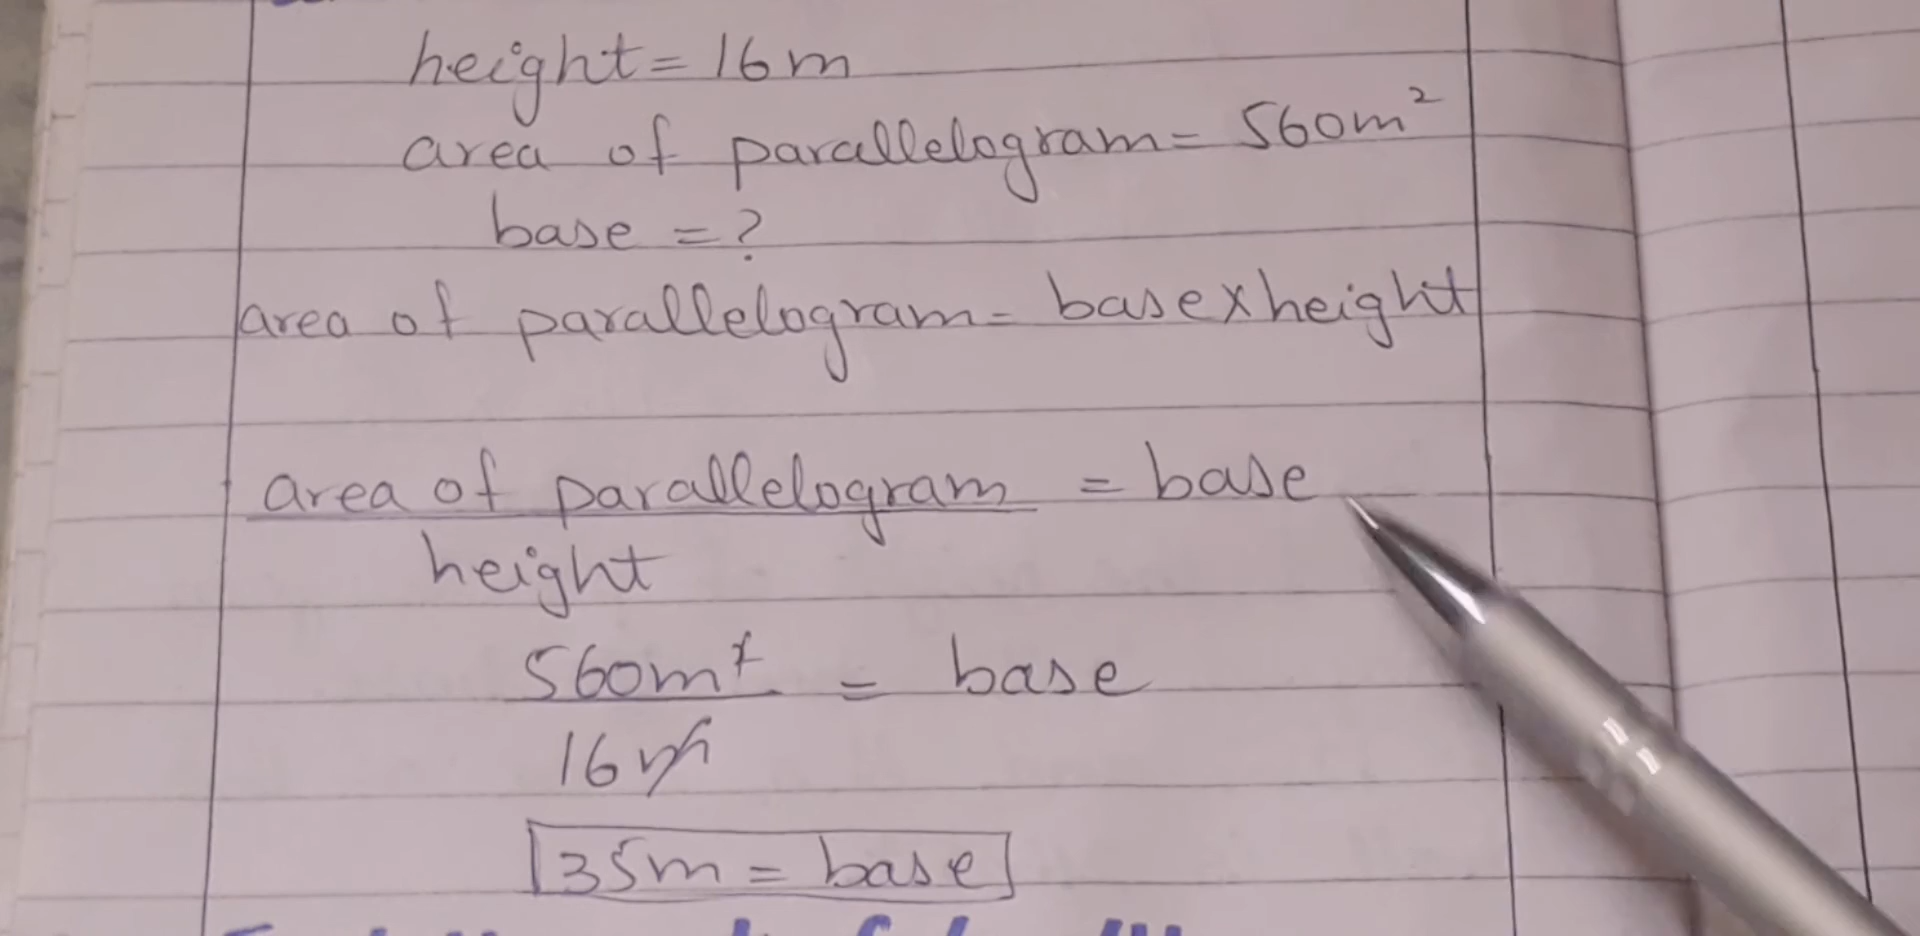 height = 16m
area of parallelogram = 560m²
base = ?
area of parallelogram = base x height
area of parallelogram = base
height
560m² = base
16m
35m = base